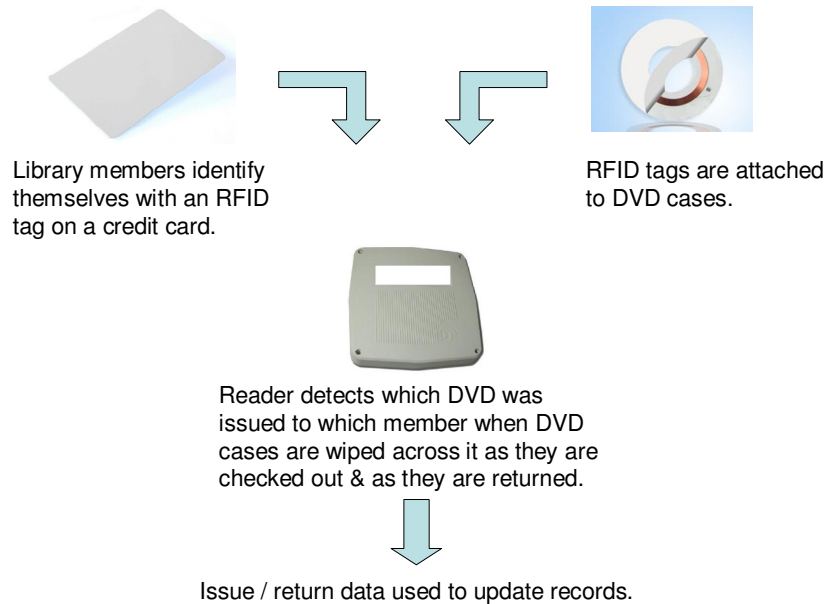 Library members identify
themselves with an RFID
tag on a credit card.
RFID tags are attached
to DVD cases.
Reader detects which DVD was
issued to which member when DVD
cases are wiped across it as they are
checked out & as they are returned.
Issue / return data used to update records.